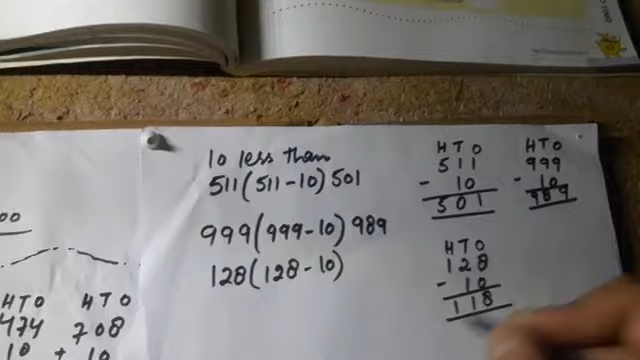 10 less than
511(511-10) 501
999(999-10) 989
128(128-10)
HTO
511
- 10
501
HTO
999
- 10
989
HTO
128
- 10
118
00
HTO
474
10
HTO
708
+ 10